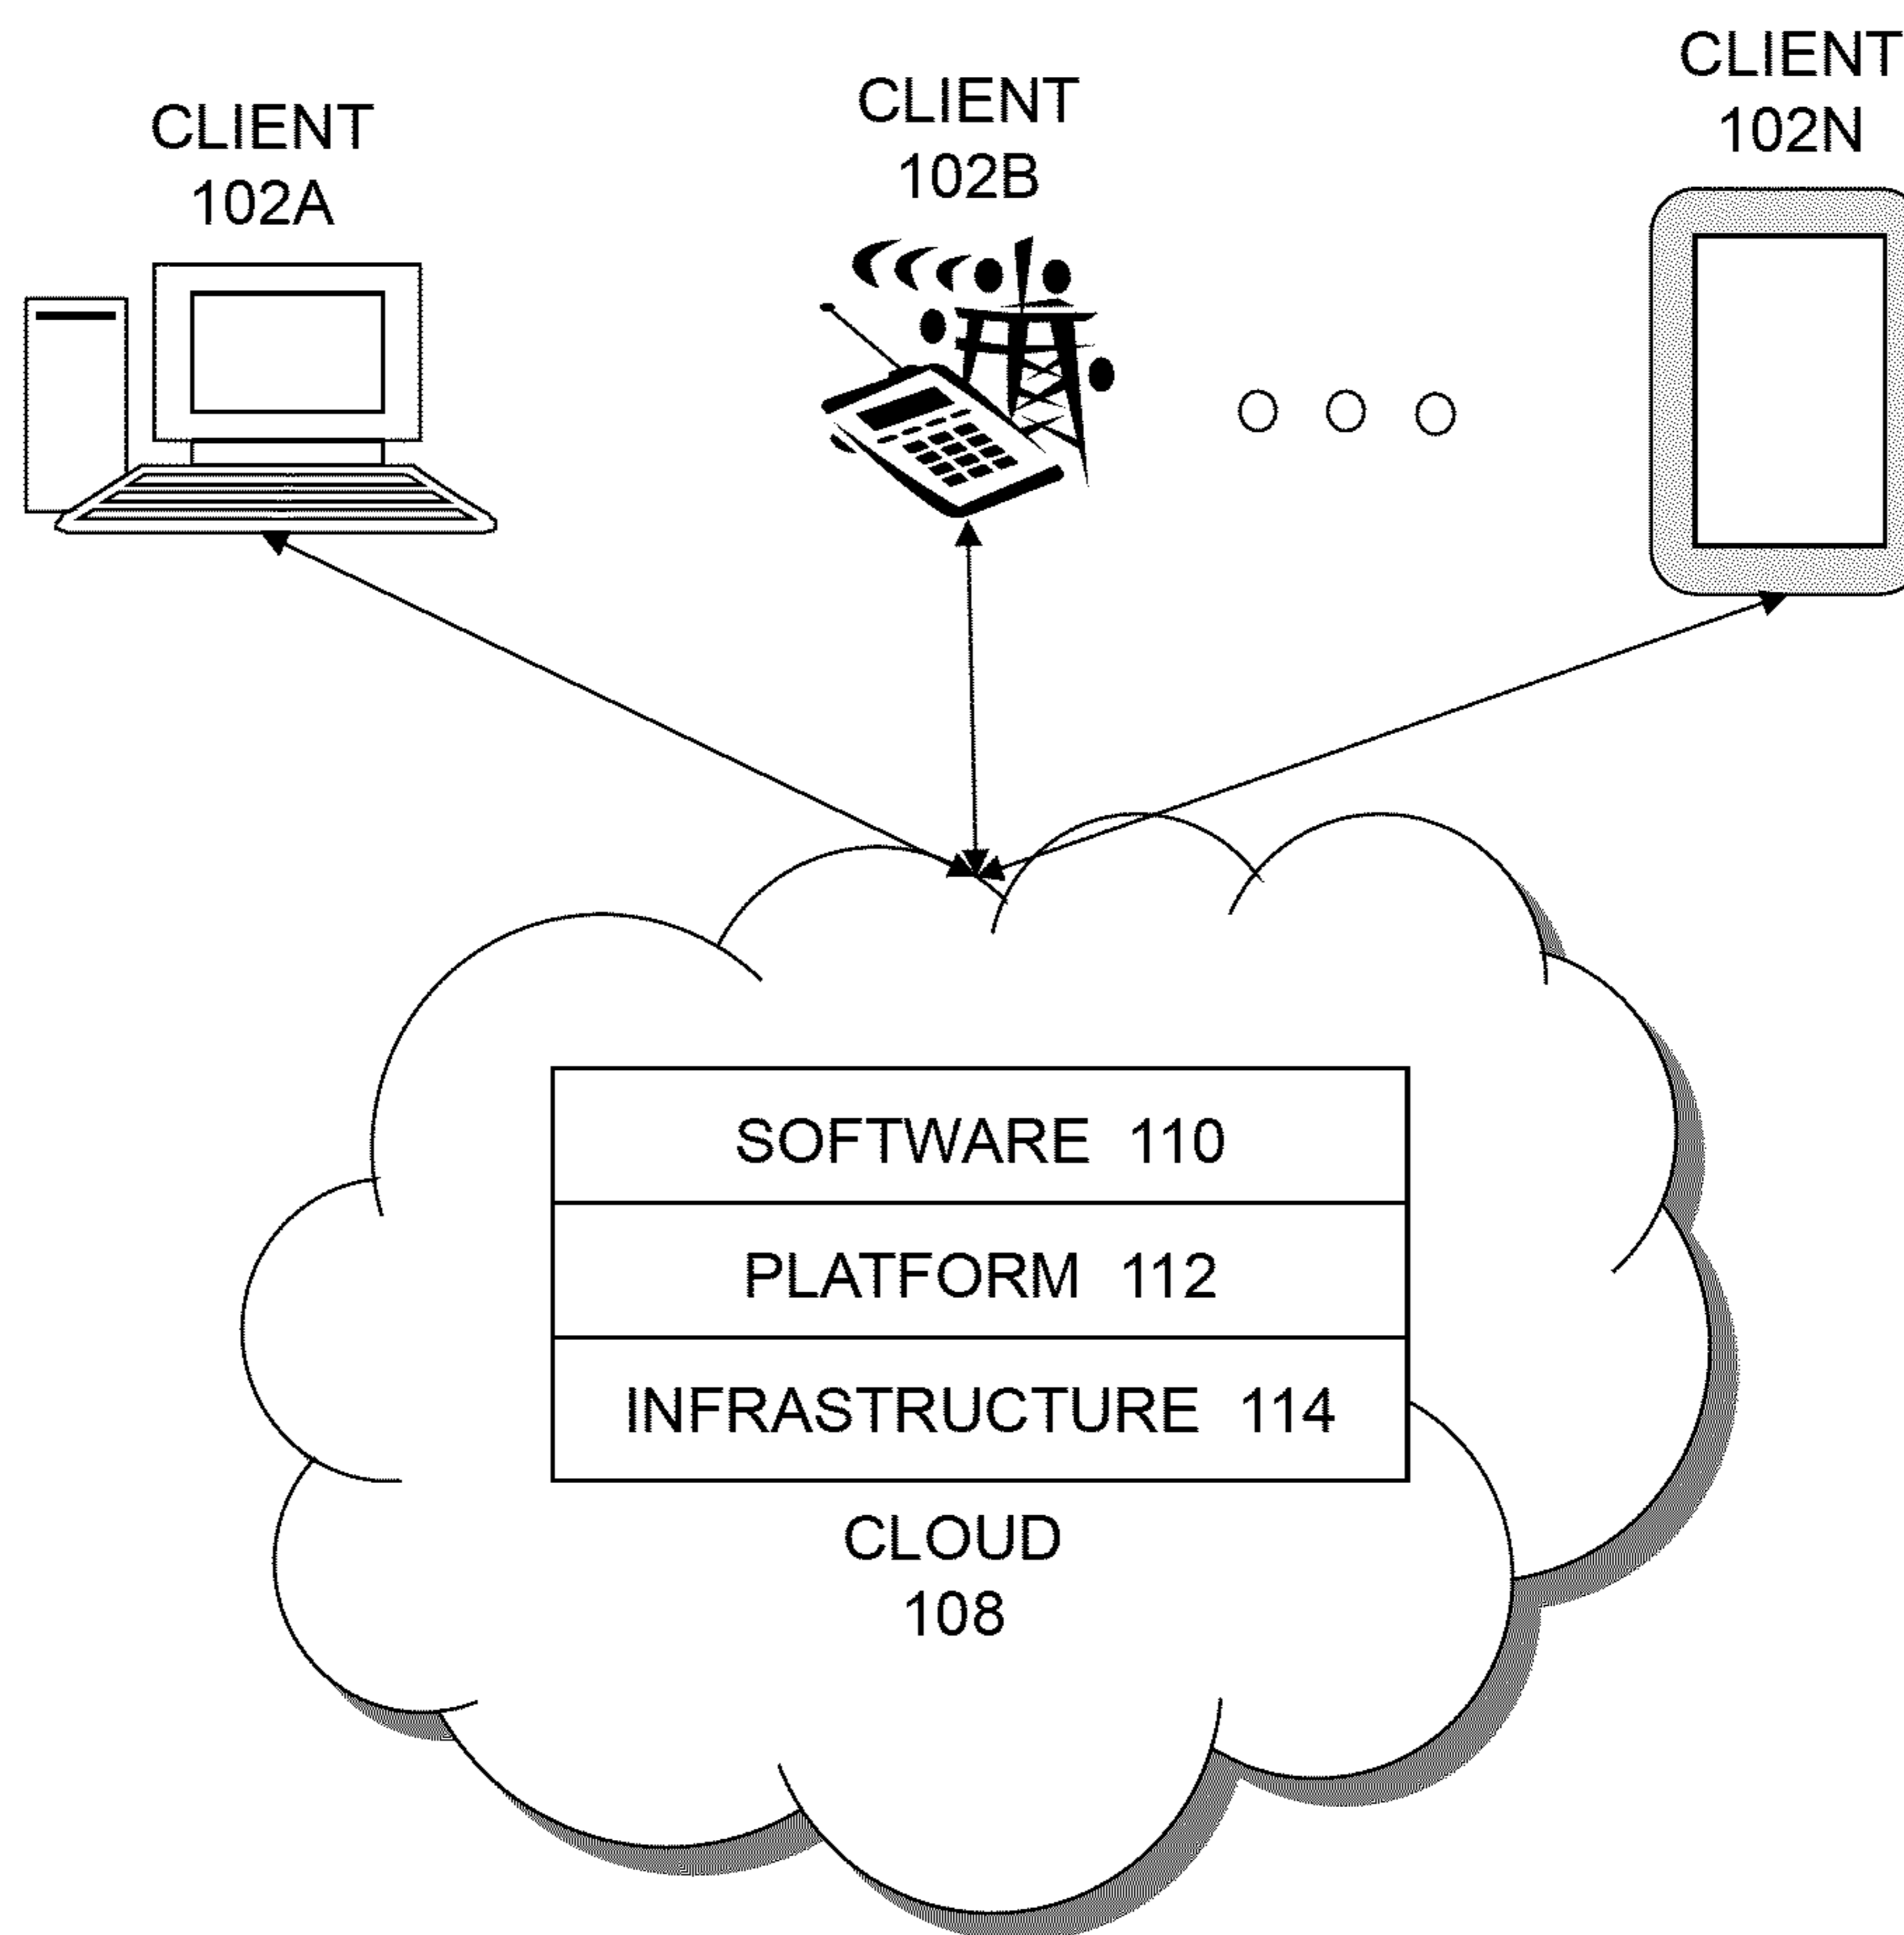 CLIENT
102A
CLIENT
102B
CLIENT
102N
SOFTWARE 110
PLATFORM 112
INFRASTRUCTURE 114
CLOUD
108